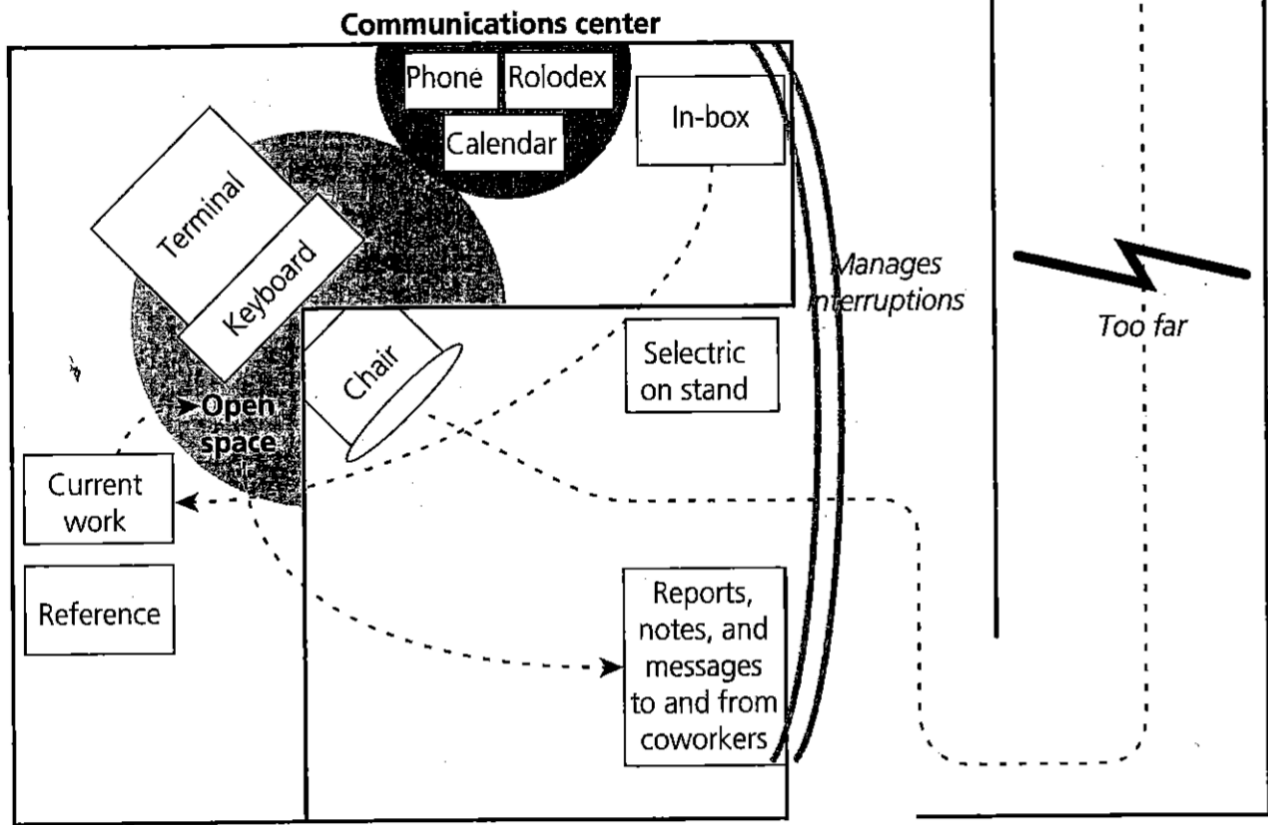 Communications center
Phone
Rolodex
Calendar
In-box
Terminal
Keyboard
Manages
interruptions
Too far
Chair
Selectric
on stand
Open
space
Current
work
Reference
Reports,
notes, and
messages
to and from
coworkers